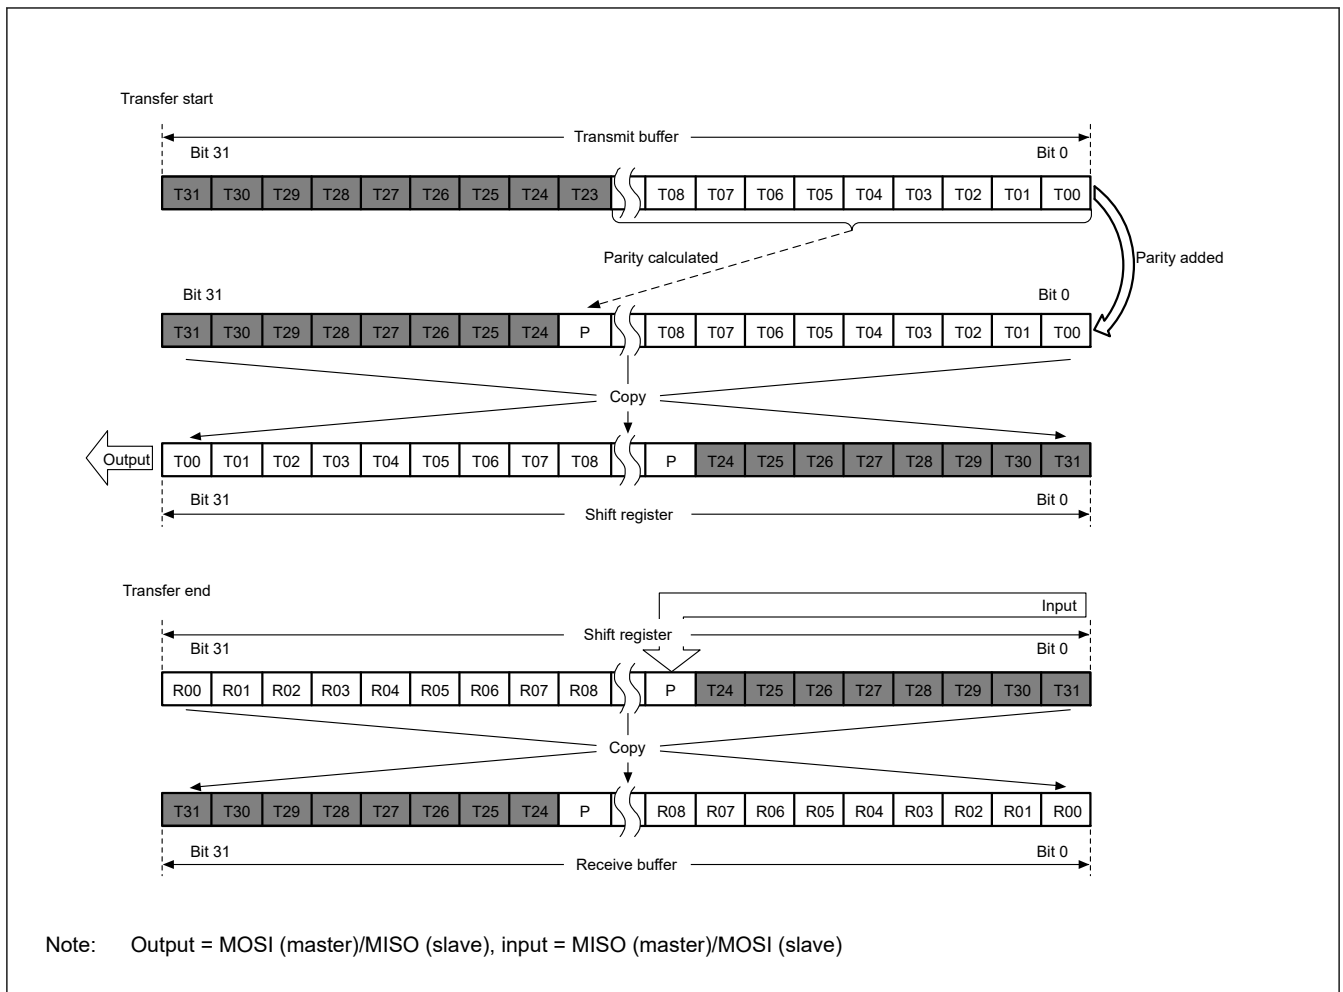 Transfer start
Transmit buffer
Bit 31 Bit 0
T31 T30 T29 T28 T27 T26 T25 T24 T23 T08 T07 T06 T05 T04 T03 T02 T01 T00
Parity calculated Parity added
Bit 31 Bit 0
T31 T30 T29 T28 T27 T26 T25 T24 P T08 T07 T06 T05 T04 T03 T02 T01 T00
Copy
Output T00 T01 T02 T03 T04 T05 T06 T07 T08 P T24 T25 T26 T27 T28 T29 T30 T31
Bit 31 Bit 0
Shift register
Transfer end
Input
Shift register
Bit 31 Bit 0
R00 R01 R02 R03 R04 R05 R06 R07 R08 P T24 T25 T26 T27 T28 T29 T30 T31
Copy
T31 T30 T29 T28 T27 T26 T25 T24 P R08 R07 R06 R05 R04 R03 R02 R01 R00
Bit 31 Bit 0
Receive buffer
Note: Output = MOSI (master)/MISO (slave), input = MISO (master)/MOSI (slave)